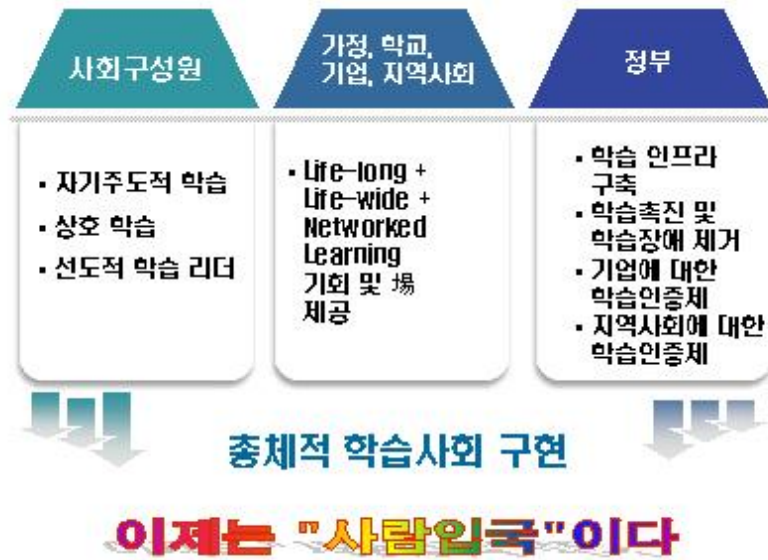 사회구성원
▪ 자기주도적 학습
▪ 상호 학습
▪ 선도적 학습 리더
가정, 학교,
기업, 지역사회
▪ Life-long +
Life-wide +
Networked
Learning
기회 및 場
제공
정부
▪ 학습 인프라
구축
▪ 학습촉진 및
학습장애 제거
▪ 기업에 대한
학습인증제
▪ 지역사회에 대한
학습인증제
총체적 학습사회 구현
이제는 "사람입국"이다